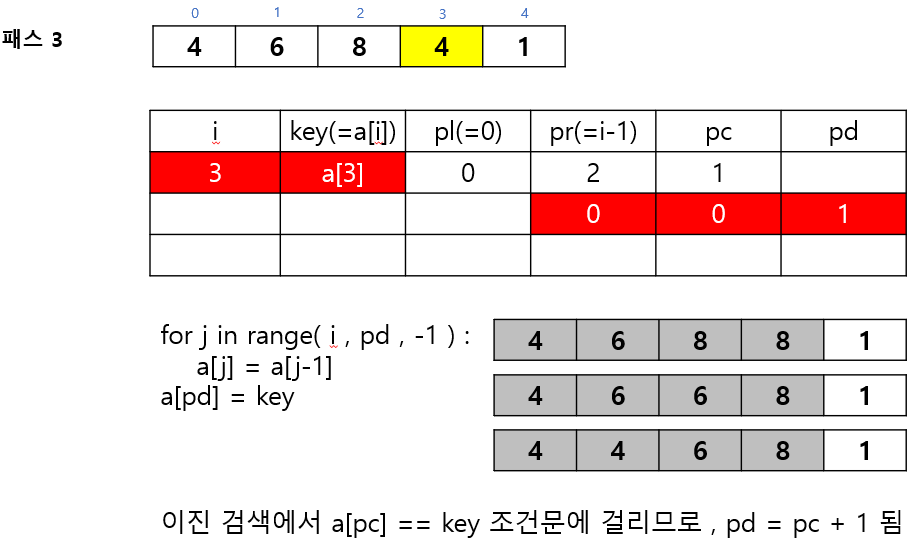 0 1 2 3 4
패스 3 4 6 8 4 1
i key(=a[i]) pl(=0) pr(=i-1) pc pd
3 a[3] 0 2 1
0 0 1
for j in range( i , pd , -1 ) : 4 6 8 8 1
a[j] = a[j-1]
a[pd] = key 4 6 6 8 1
4 4 6 8 1
이진 검색에서 a[pc] == key 조건문에 걸리므로 , pd = pc + 1 됨